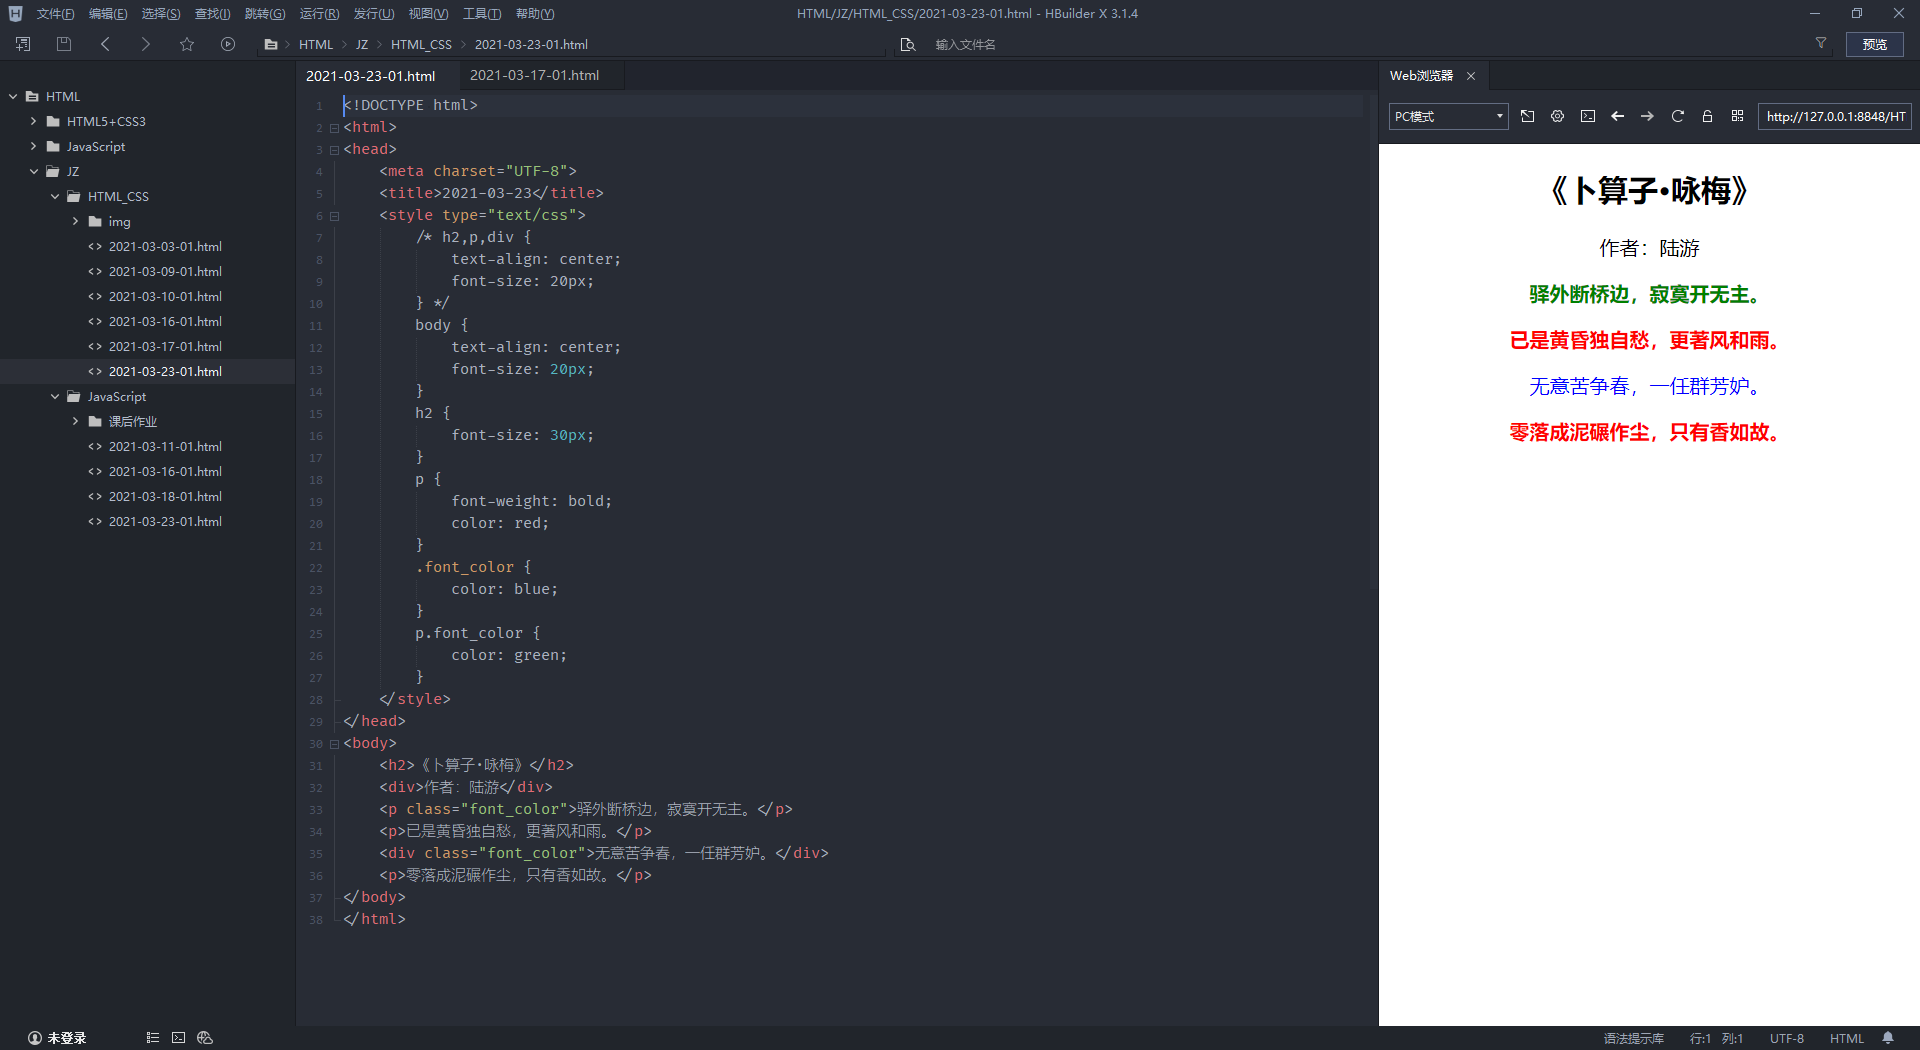 文件(F) 编辑(E) 选择(S) 查找(I) 跳转(G) 运行(R) 发行(U) 视图(V) 工具(T) 帮助(Y) HTML/JZ/HTML_CSS/2021-03-23-01.html - HBuilder X 3.1.4
HTML JZ HTML_CSS 2021-03-23-01.html 输入文件名 预览
HTML
HTML5+CSS3
JavaScript
JZ
HTML_CSS
img
2021-03-03-01.html
2021-03-09-01.html
2021-03-10-01.html
2021-03-16-01.html
2021-03-17-01.html
2021-03-23-01.html
JavaScript
课后作业
2021-03-11-01.html
2021-03-16-01.html
2021-03-18-01.html
2021-03-23-01.html
2021-03-23-01.html 2021-03-17-01.html
1 <!DOCTYPE html>
2 <html>
3 <head>
4 <meta charset="UTF-8">
5 <title>2021-03-23</title>
6 <style type="text/css">
7 /* h2,p,div {
8 text-align: center;
9 font-size: 20px;
10 } */
11 body {
12 text-align: center;
13 font-size: 20px;
14 }
15 h2 {
16 font-size: 30px;
17 }
18 p {
19 font-weight: bold;
20 color: red;
21 }
22 .font_color {
23 color: blue;
24 }
25 p.font_color {
26 color: green;
27 }
28 </style>
29 </head>
30 <body>
31 <h2>《卜算子•咏梅》</h2>
32 <div>作者：陆游</div>
33 <p class="font_color">驿外断桥边，寂寞开无主。</p>
34 <p>已是黄昏独自愁，更著风和雨。</p>
35 <div class="font_color">无意苦争春，一任群芳妒。</div>
36 <p>零落成泥碾作尘，只有香如故。</p>
37 </body>
38 </html>
Web浏览器
PC模式 http://127.0.0.1:8848/HT
《卜算子•咏梅》
作者：陆游
驿外断桥边，寂寞开无主。
已是黄昏独自愁，更著风和雨。
无意苦争春，一任群芳妒。
零落成泥碾作尘，只有香如故。
未登录 语法提示库 行:1 列:1 UTF-8 HTML